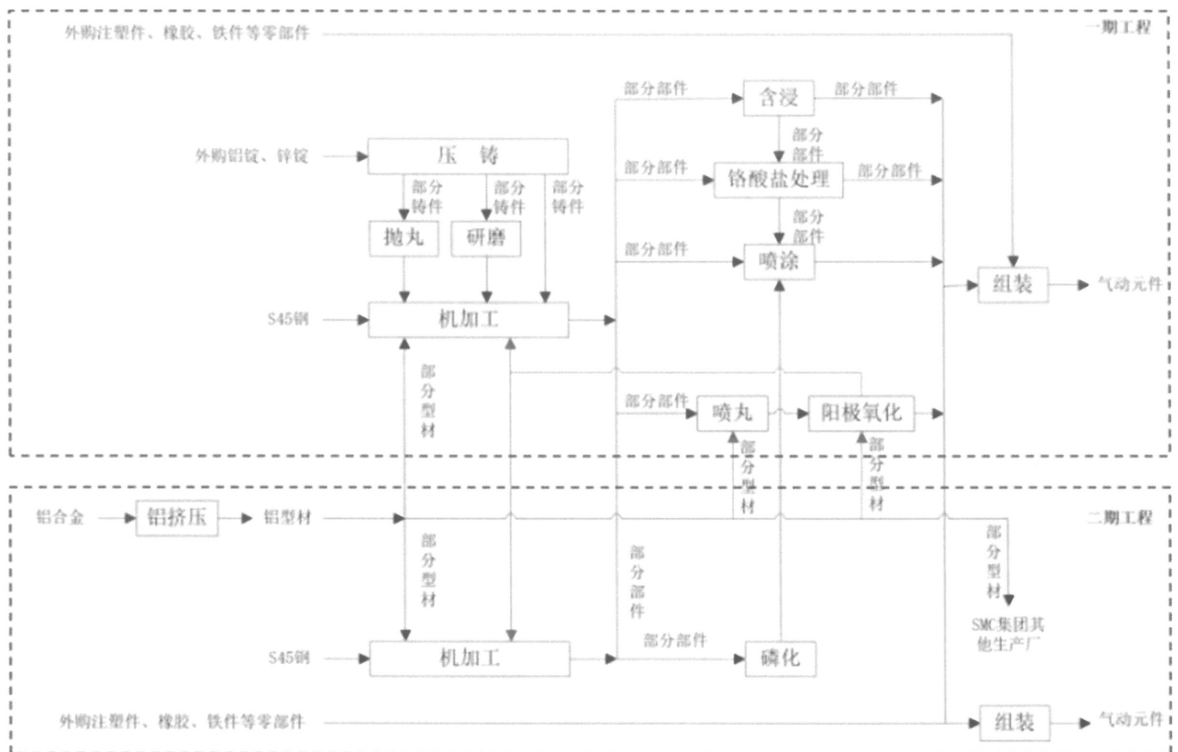 外购注塑件、橡胶、铁件等零部件
一期工程
部分部件
含浸
部分部件
部分
部件
外购铝锭、锌锭
压 铸
部分部件
铬酸盐处理
部分部件
部分
铸件
部分
铸件
部分
铸件
部分
部件
抛丸
研磨
部分部件
喷涂
组装
气动元件
S45钢
机加工
部分型材
部分部件
喷丸
阳极氧化
部分型材
部分型材
铝合金
铝挤压
铝型材
二期工程
部分型材
部分部件
部分型材
SMC集团其
他生产厂
S45钢
机加工
部分部件
磷化
外购注塑件、橡胶、铁件等零部件
组装
气动元件